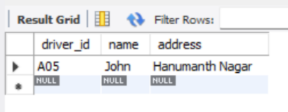 Result Grid Filter Rows:
driver_id name address
A05 John Hanumanth Nagar
NULL NULL NULL